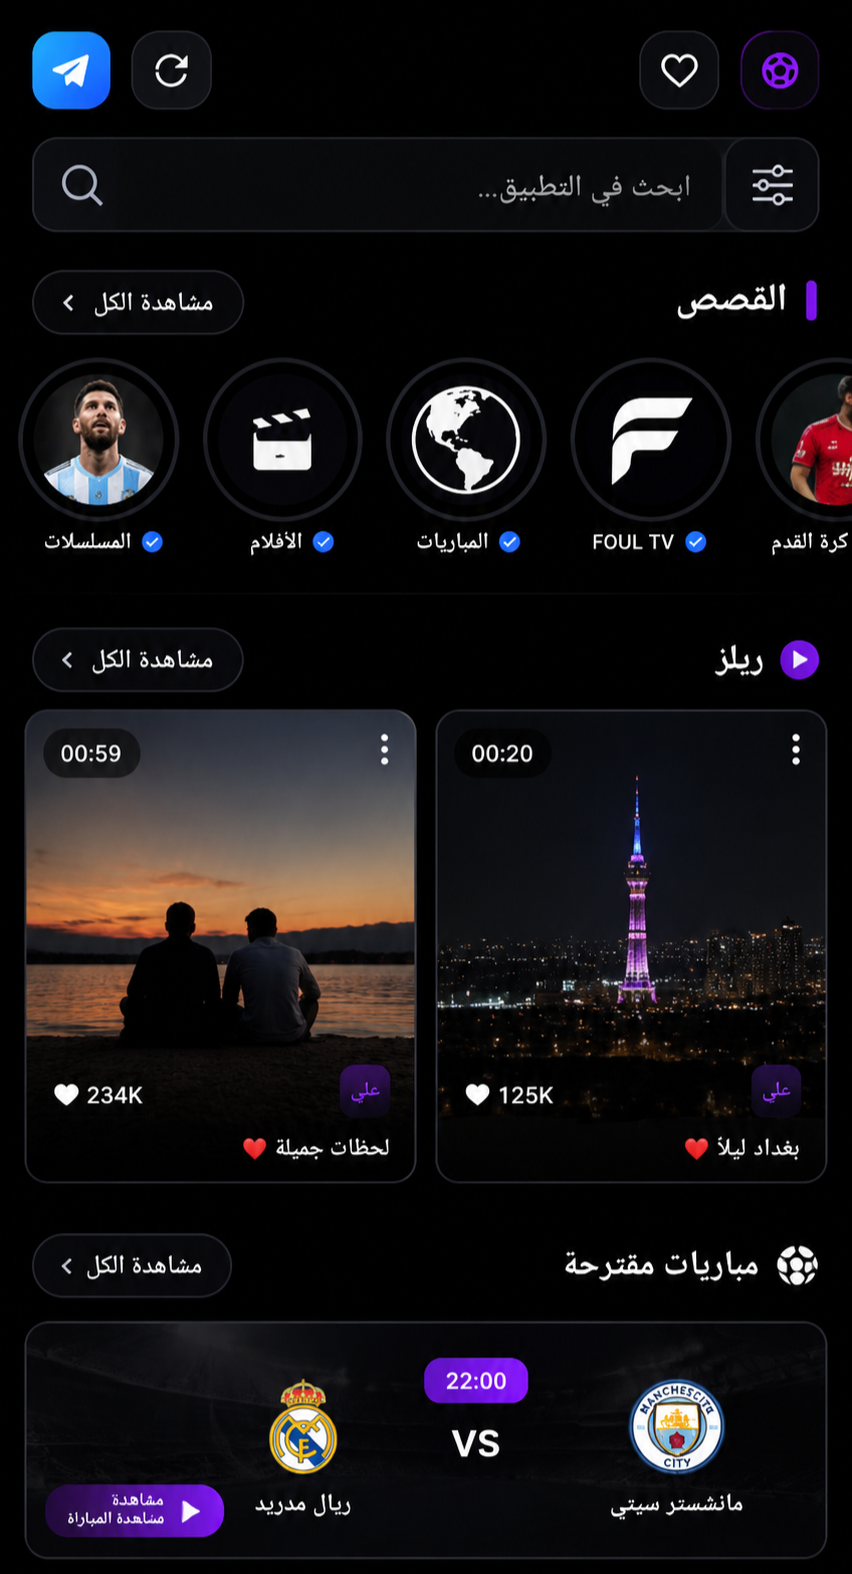 ابحث في التطبيق...
القصص
مشاهدة الكل
المسلسلات
الأفلام
المباريات
FOUL TV
كرة القدم
ريلز
مشاهدة الكل
00:59
00:20
234K
علي
125K
علي
لحظات جميلة
بغداد ليلاً
مباريات مقترحة
مشاهدة الكل
22:00
VS
MANCHESCITA
CITY
مانشستر سيتي
ريال مدريد
مشاهدة
مشاهدة المباراة